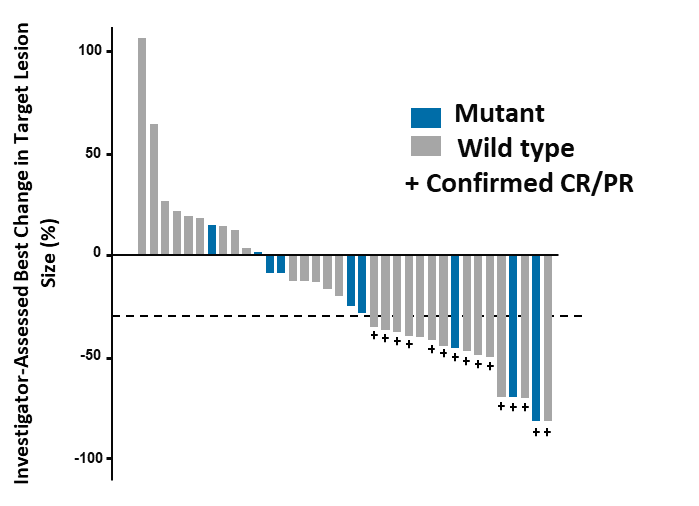 Investigator-Assessed Best Change in Target Lesion
Size (%)
100
50
0
-50
-100
Mutant
Wild type
+ Confirmed CR/PR
+ + + + + + + + + + + + + + +